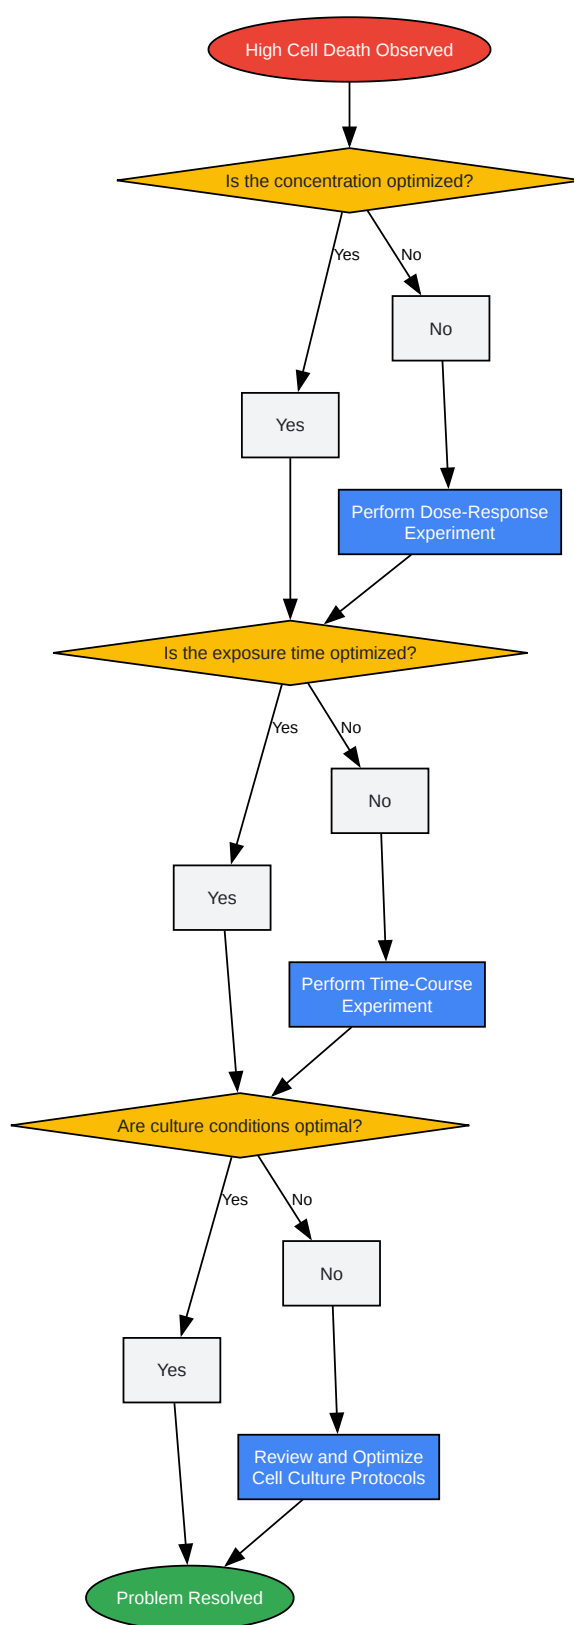 High Cell Death Observed
Is the concentration optimized?
Yes
No
No
Yes
Perform Dose-Response
Experiment
Is the exposure time optimized?
Yes
No
No
Yes
Perform Time-Course
Experiment
Are culture conditions optimal?
Yes
No
No
Yes
Review and Optimize
Cell Culture Protocols
Problem Resolved